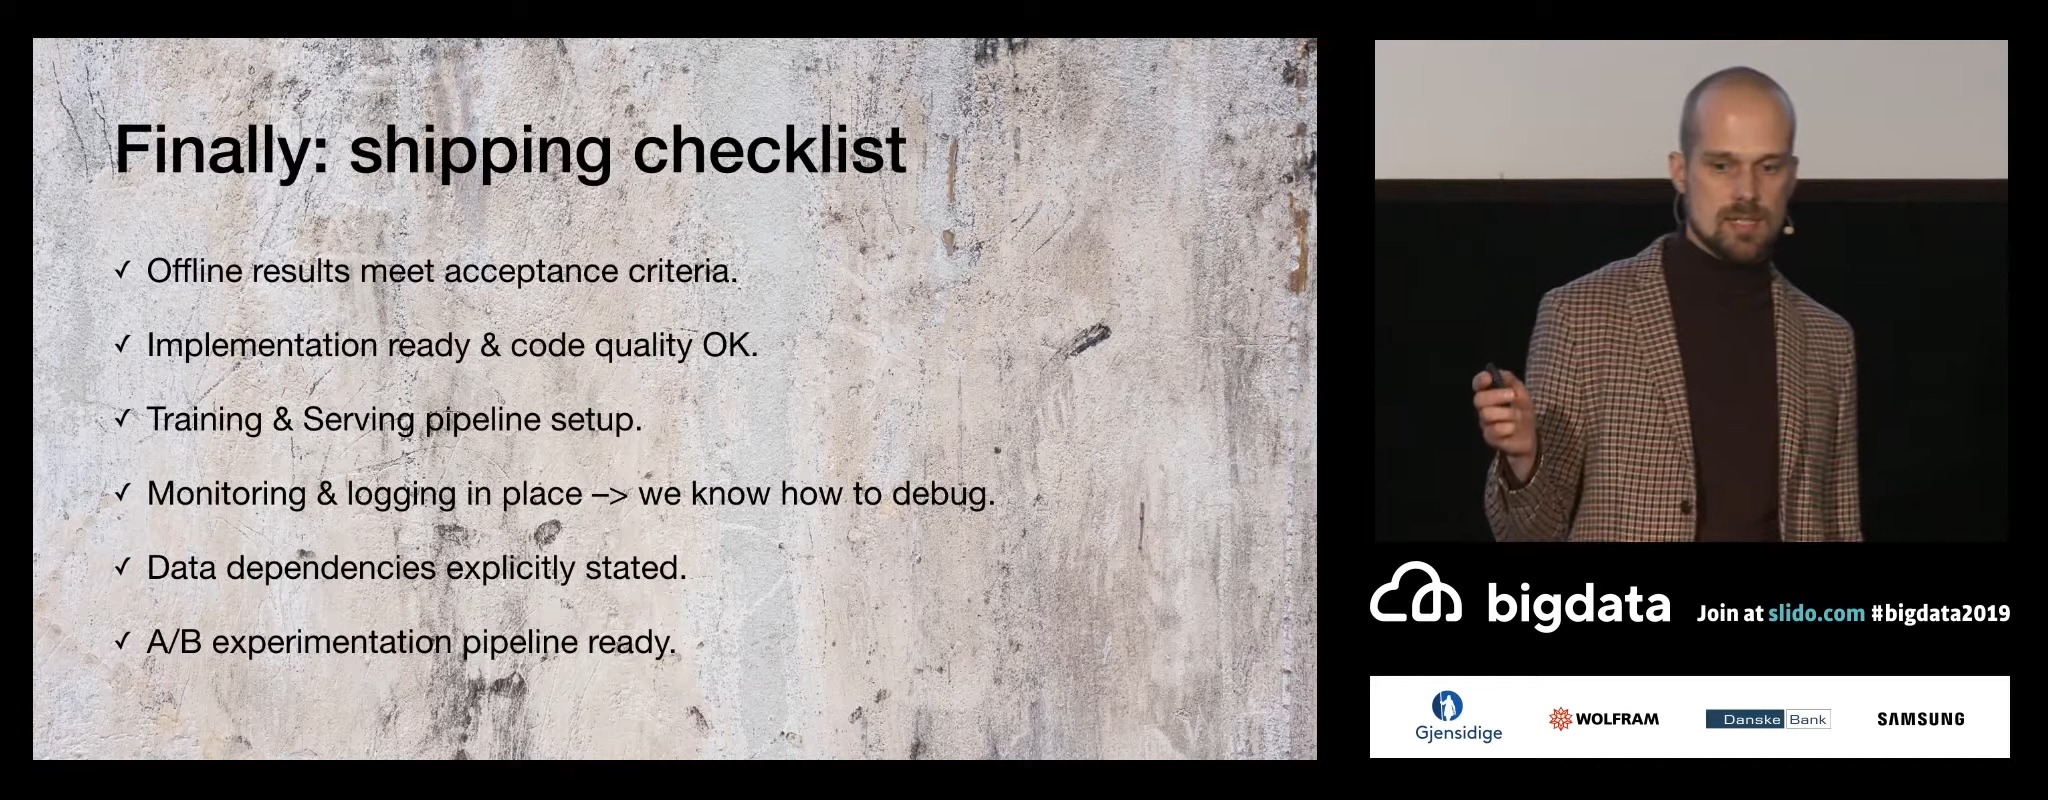 Finally: shipping checklist
✓ Offline results meet acceptance criteria.
✓ Implementation ready & code quality OK.
✓ Training & Serving pipeline setup.
✓ Monitoring & logging in place –> we know how to debug.
✓ Data dependencies explicitly stated.
✓ A/B experimentation pipeline ready.
bigdata Join at slido.com #bigdata2019
Gjensidige WOLFRAM Danske Bank SAMSUNG